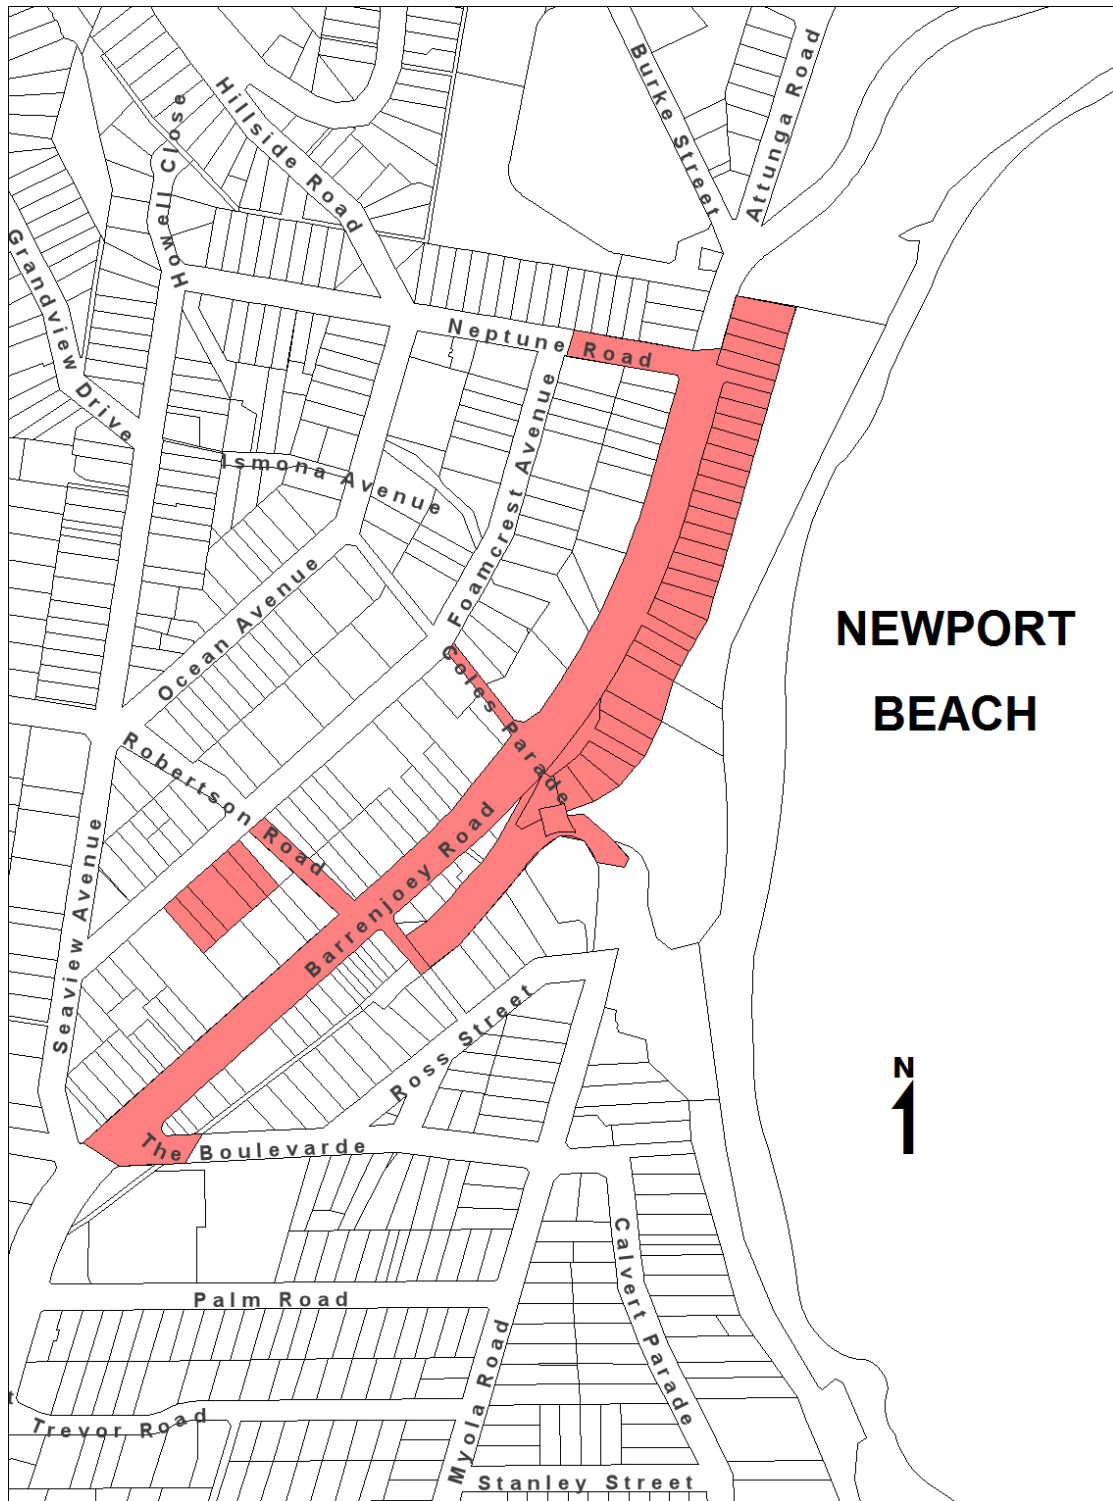 Burke Street
Attunga Road
Hillside Road
Howell Close
Grandview Drive
Neptune Road
Ismona Avenue
Foamcrest Avenue
Ocean Avenue
NEWPORT
BEACH
Coles Parade
Robertson Road
Barrenjoey Road
Seaview Avenue
Ross Street
N
The Boulevarde
Calvert Parade
Palm Road
Myola Road
t
Trevor Road
Stanley Street